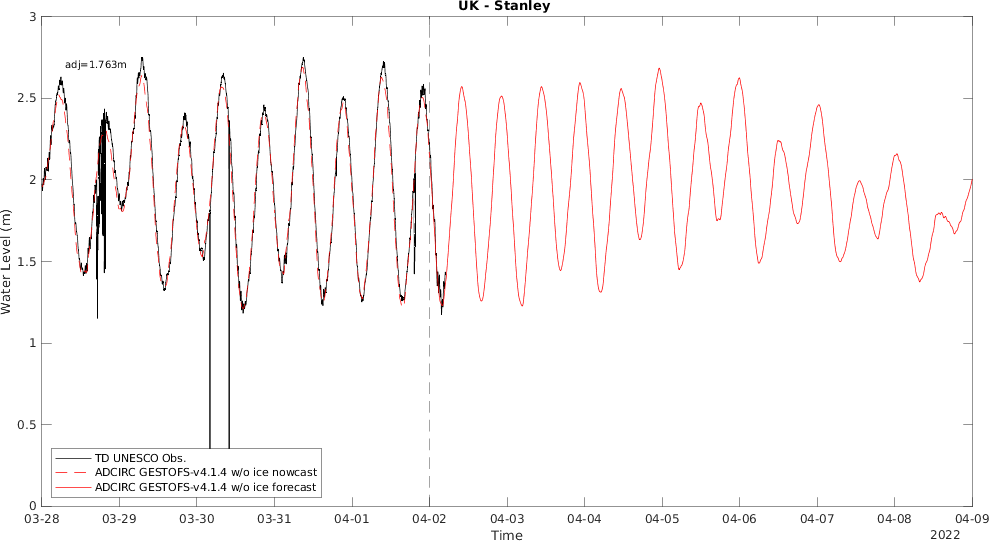 UK - Stanley
adj=1.763m
3
2.5
2
1.5
1
0.5
0
Water Level (m)
TD UNESCO Obs.
ADCIRC GESTOFS-v4.1.4 w/o ice nowcast
ADCIRC GESTOFS-v4.1.4 w/o ice forecast
03-28 03-29 03-30 03-31 04-01 04-02 04-03 04-04 04-05 04-06 04-07 04-08 04-09
Time
2022